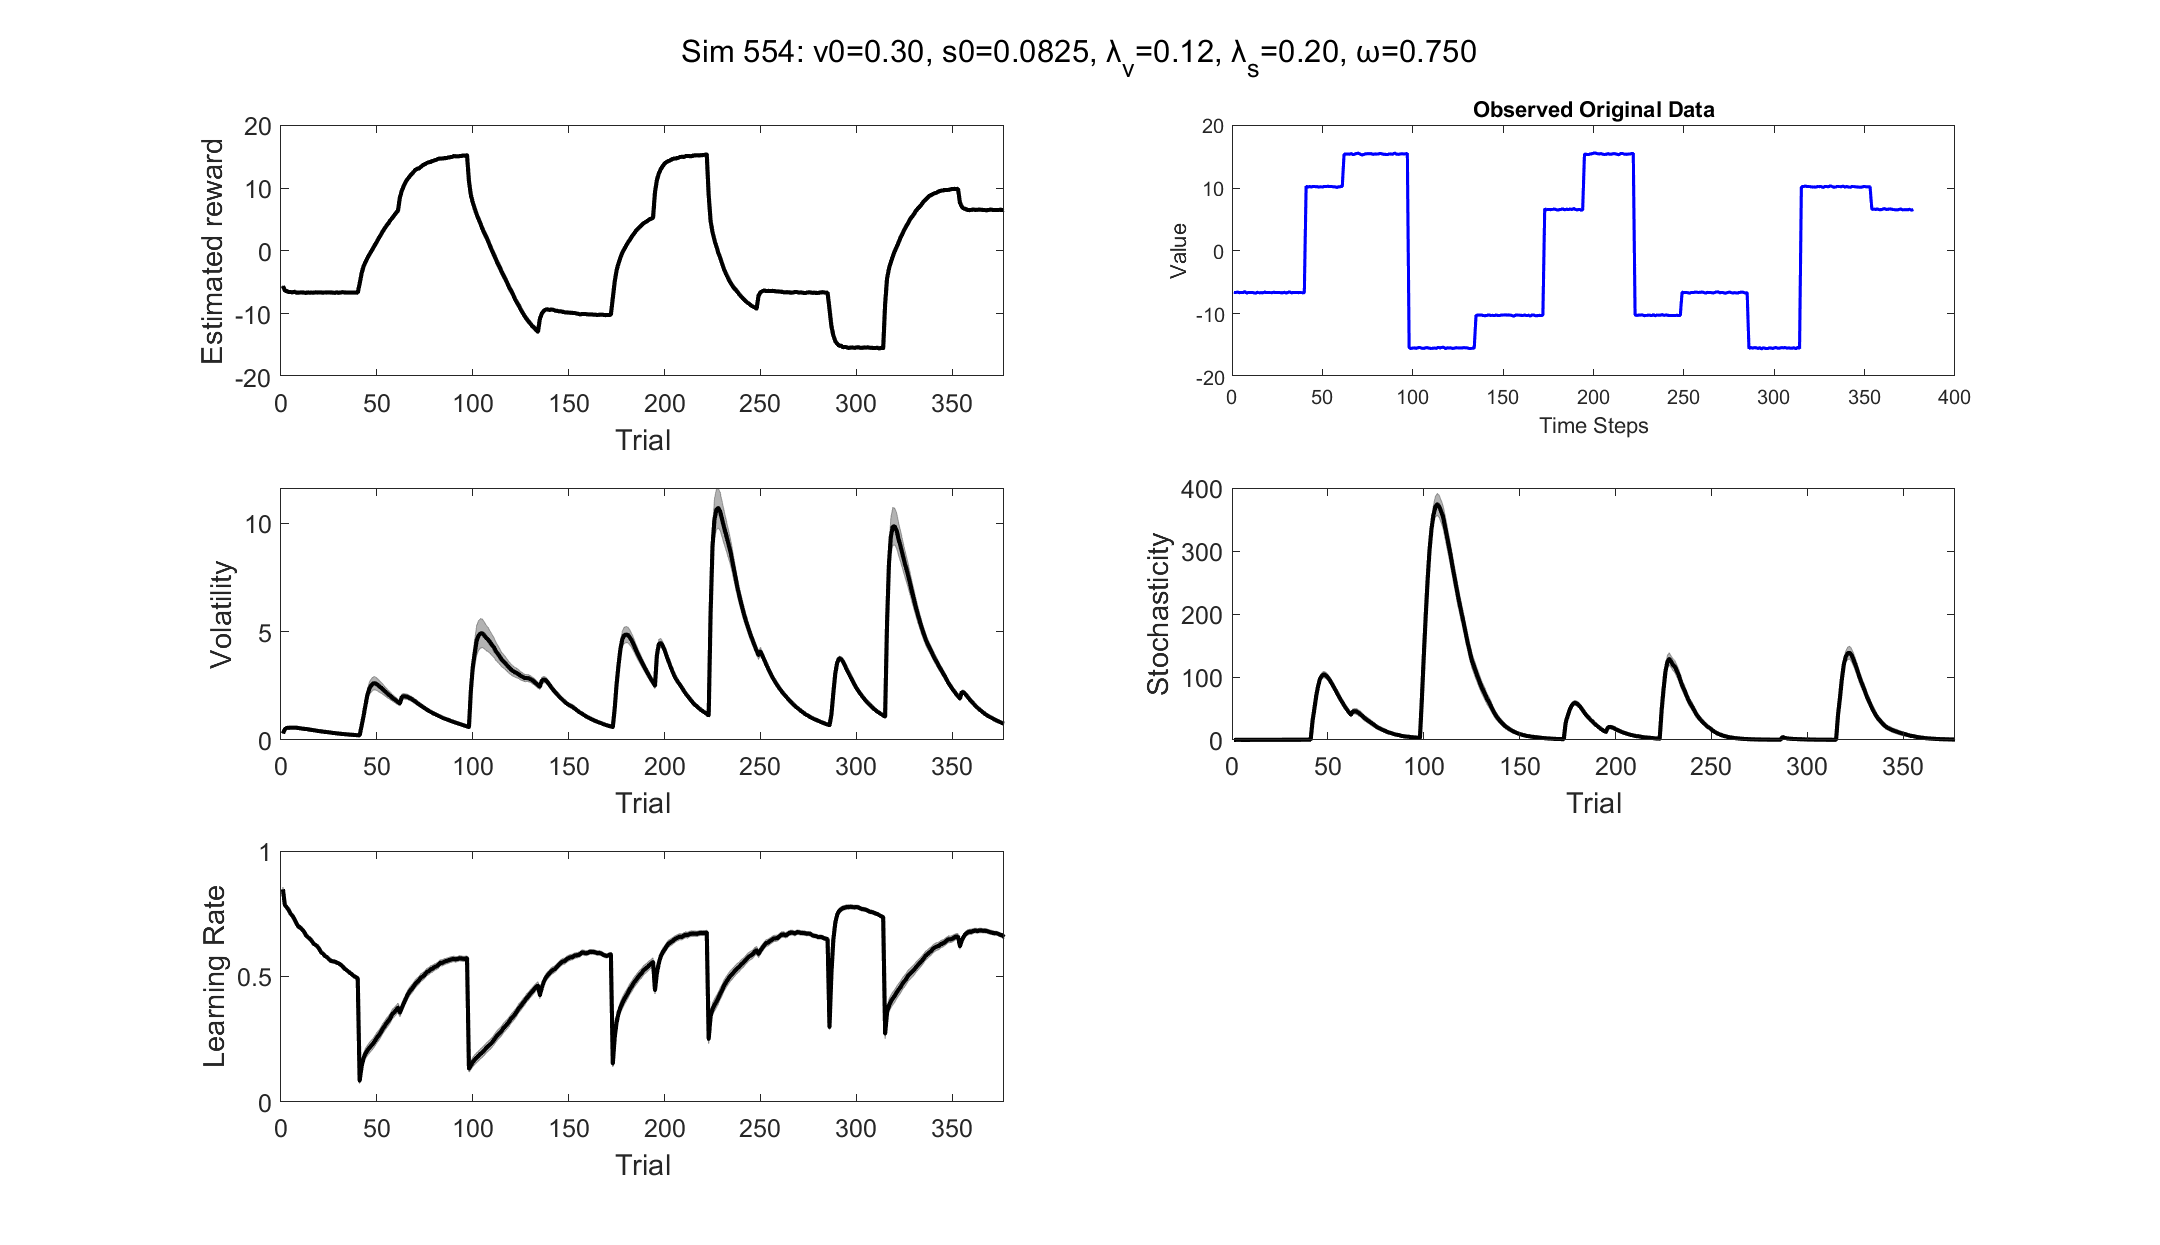 Sim 554: v0=0.30, s0=0.0825, λv=0.12, λs=0.20, ω=0.750
Estimated reward
20
10
0
-10
-20
0 50 100 150 200 250 300 350
Trial
Observed Original Data
Value
20
10
0
-10
-20
0 50 100 150 200 250 300 350 400
Time Steps
Volatility
10
5
0
0 50 100 150 200 250 300 350
Trial
Stochasticity
400
300
200
100
0
0 50 100 150 200 250 300 350
Trial
Learning Rate
1
0.5
0
0 50 100 150 200 250 300 350
Trial